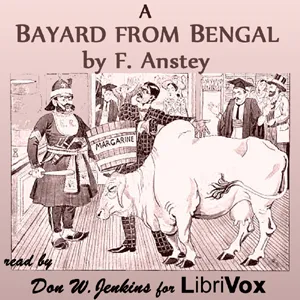 A
BAYARD FROM BENGAL
by F. Anstey
MARGARINE
read by
Don W. Jenkins for LibriVox